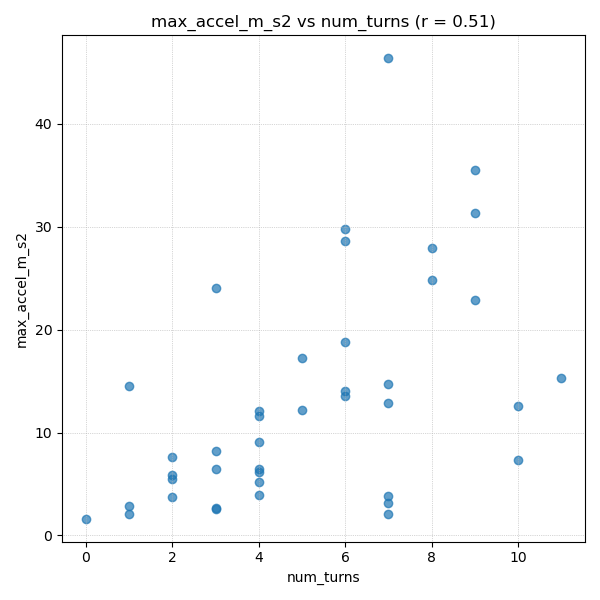 max_accel_m_s2 vs num_turns (r = 0.51)
40
30
20
10
0
max_accel_m_s2
0 2 4 6 8 10
num_turns